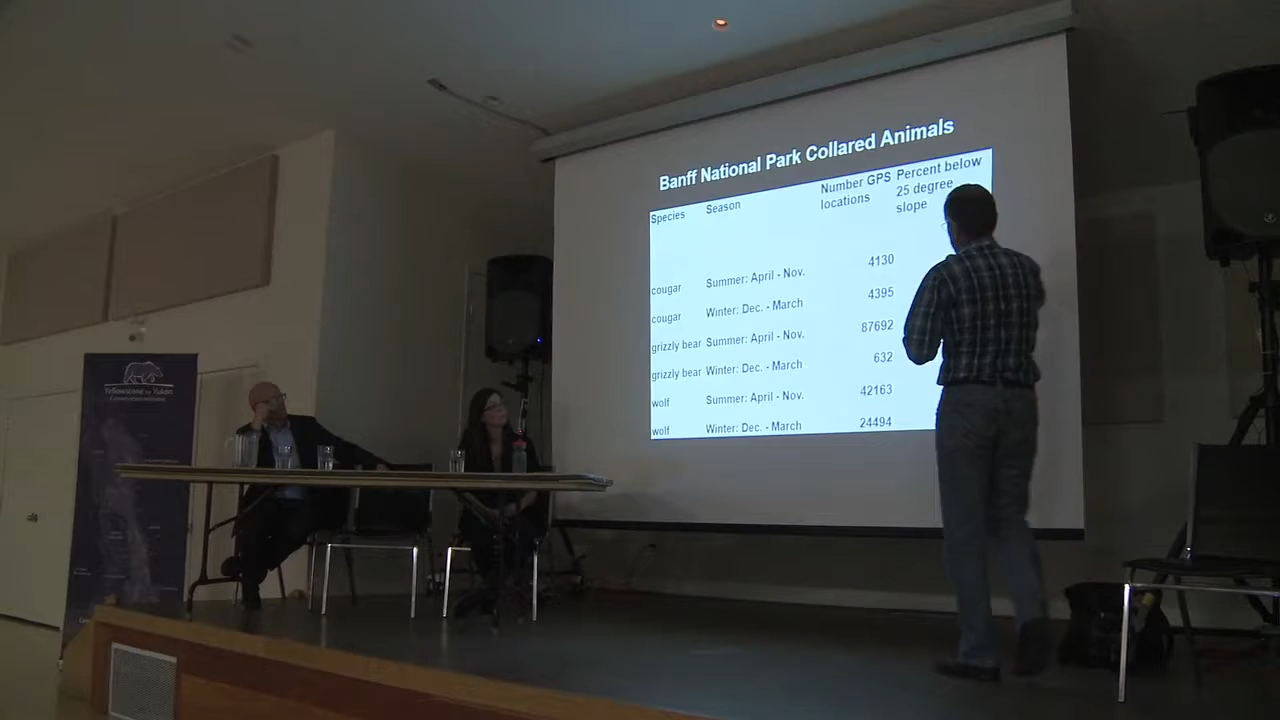 Banff National Park Collared Animals
Species Season Number GPS locations Percent below 25 degree slope
cougar Summer: April - Nov. 4130
cougar Winter: Dec. - March 4395
grizzly bear Summer: April - Nov. 87692
grizzly bear Winter: Dec. - March 632
wolf Summer: April - Nov. 42163
wolf Winter: Dec. - March 24494
Yellowstone to Yukon
Conservation Initiative